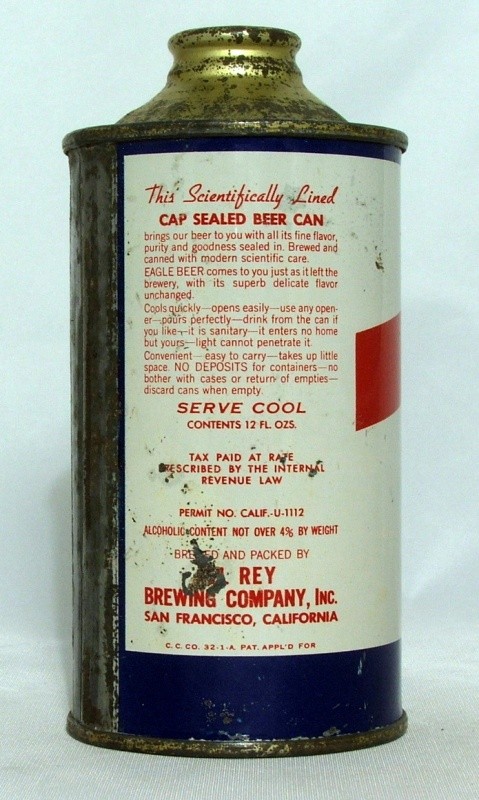 This Scientifically Lined
CAP SEALED BEER CAN
brings our beer to you with all its fine flavor,
purity and goodness sealed in. Brewed and
canned with modern scientific care.
EAGLE BEER comes to you just as it left the
brewery, with its superb delicate flavor
unchanged.
Cools quickly—opens easily—use any open-
er—pours perfectly—drink from the can if
you like—it is sanitary—it enters no home
but yours—light cannot penetrate it.
Convenient—easy to carry—takes up little
space. NO DEPOSITS for containers—no
bother with cases or return of empties—
discard cans when empty.
SERVE COOL
CONTENTS 12 FL. OZS.
TAX PAID AT RATE
PRESCRIBED BY THE INTERNAL
REVENUE LAW
PERMIT NO. CALIF.-U-1112
ALCOHOLIC CONTENT NOT OVER 4% BY WEIGHT
BREWED AND PACKED BY
REY
BREWING COMPANY, INC.
SAN FRANCISCO, CALIFORNIA
C. C. CO. 32-1-A. PAT. APPL'D FOR